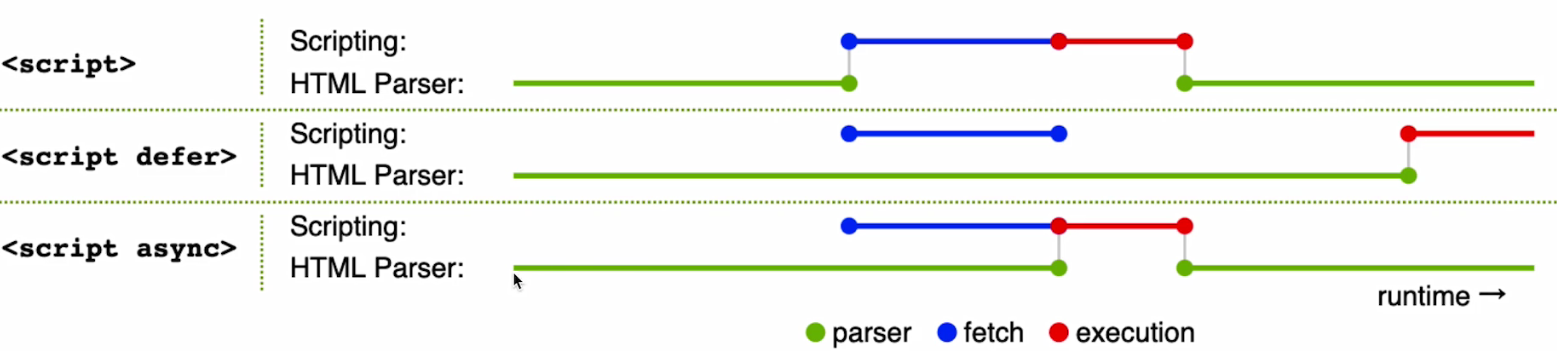 <script>
Scripting:
HTML Parser:
<script defer>
Scripting:
HTML Parser:
<script async>
Scripting:
HTML Parser:
runtime →
parser fetch execution